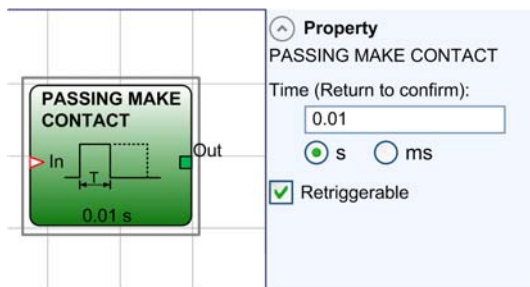 PASSING MAKE
CONTACT
In
Out
T
0.01 s
Property
PASSING MAKE CONTACT
Time (Return to confirm):
0.01
s
ms
Retriggerable